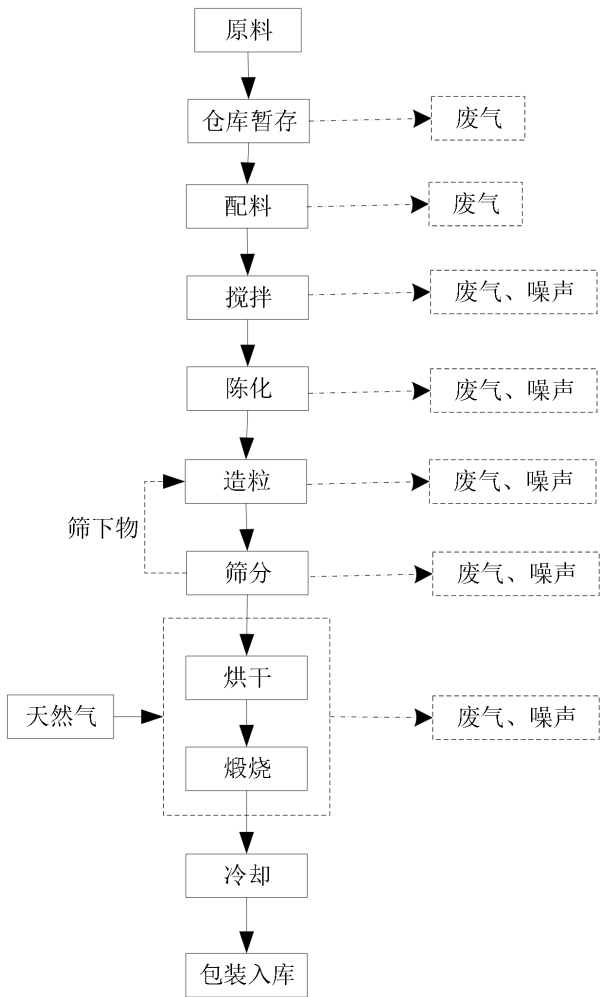 原料
仓库暂存
废气
配料
废气
搅拌
废气、噪声
陈化
废气、噪声
造粒
废气、噪声
筛下物
筛分
废气、噪声
烘干
天然气
废气、噪声
煅烧
冷却
包装入库